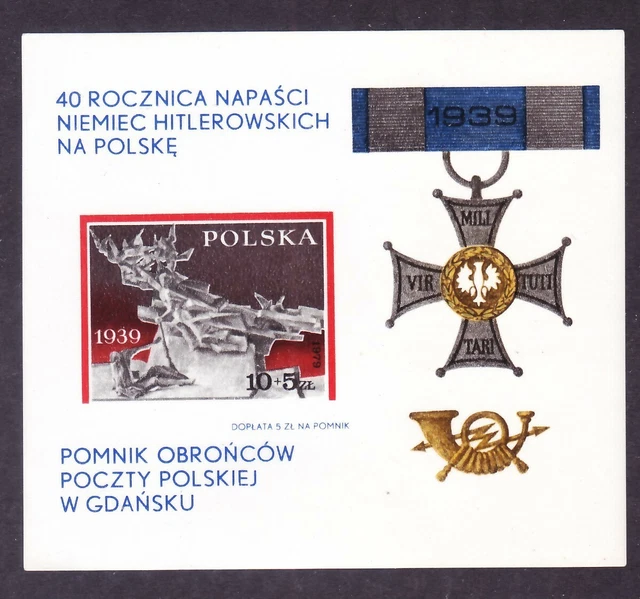 40 ROCZNICA NAPAŚCI
NIEMIEC HITLEROWSKICH
NA POLSKĘ
1939
POLSKA
1939
1979
10+5 ZŁ
DOPŁATA 5 ZŁ NA POMNIK
POMNIK OBROŃCÓW
POCZTY POLSKIEJ
W GDAŃSKU
MILI
VIR TUTI
TARI